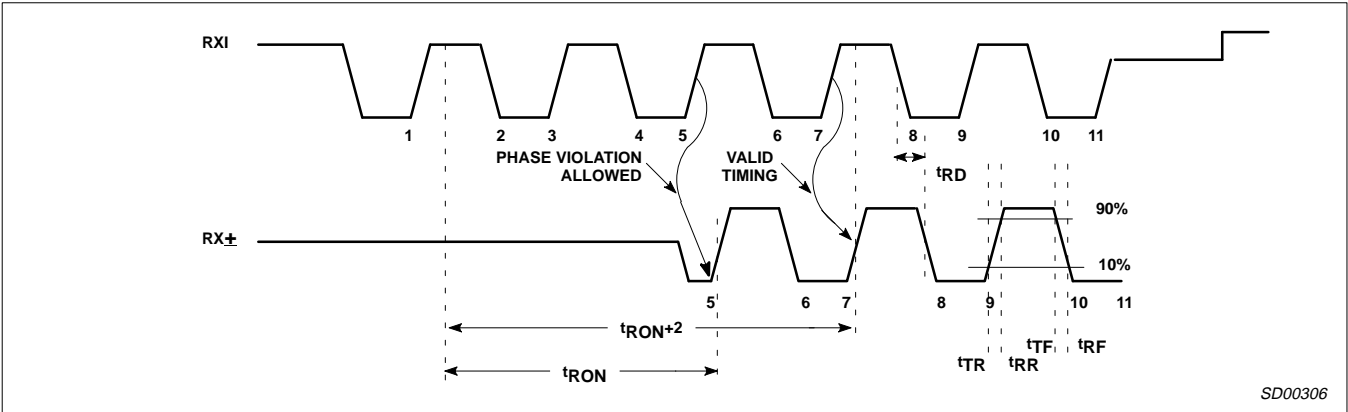 RXI
1 2 3 4 5 6 7 8 9 10 11
PHASE VIOLATION
ALLOWED
VALID
TIMING
tRD
90%
RX±
10%
5 6 7 8 9 10 11
tRON+2
tTF tRF
tTR tRR
tRON
SD00306